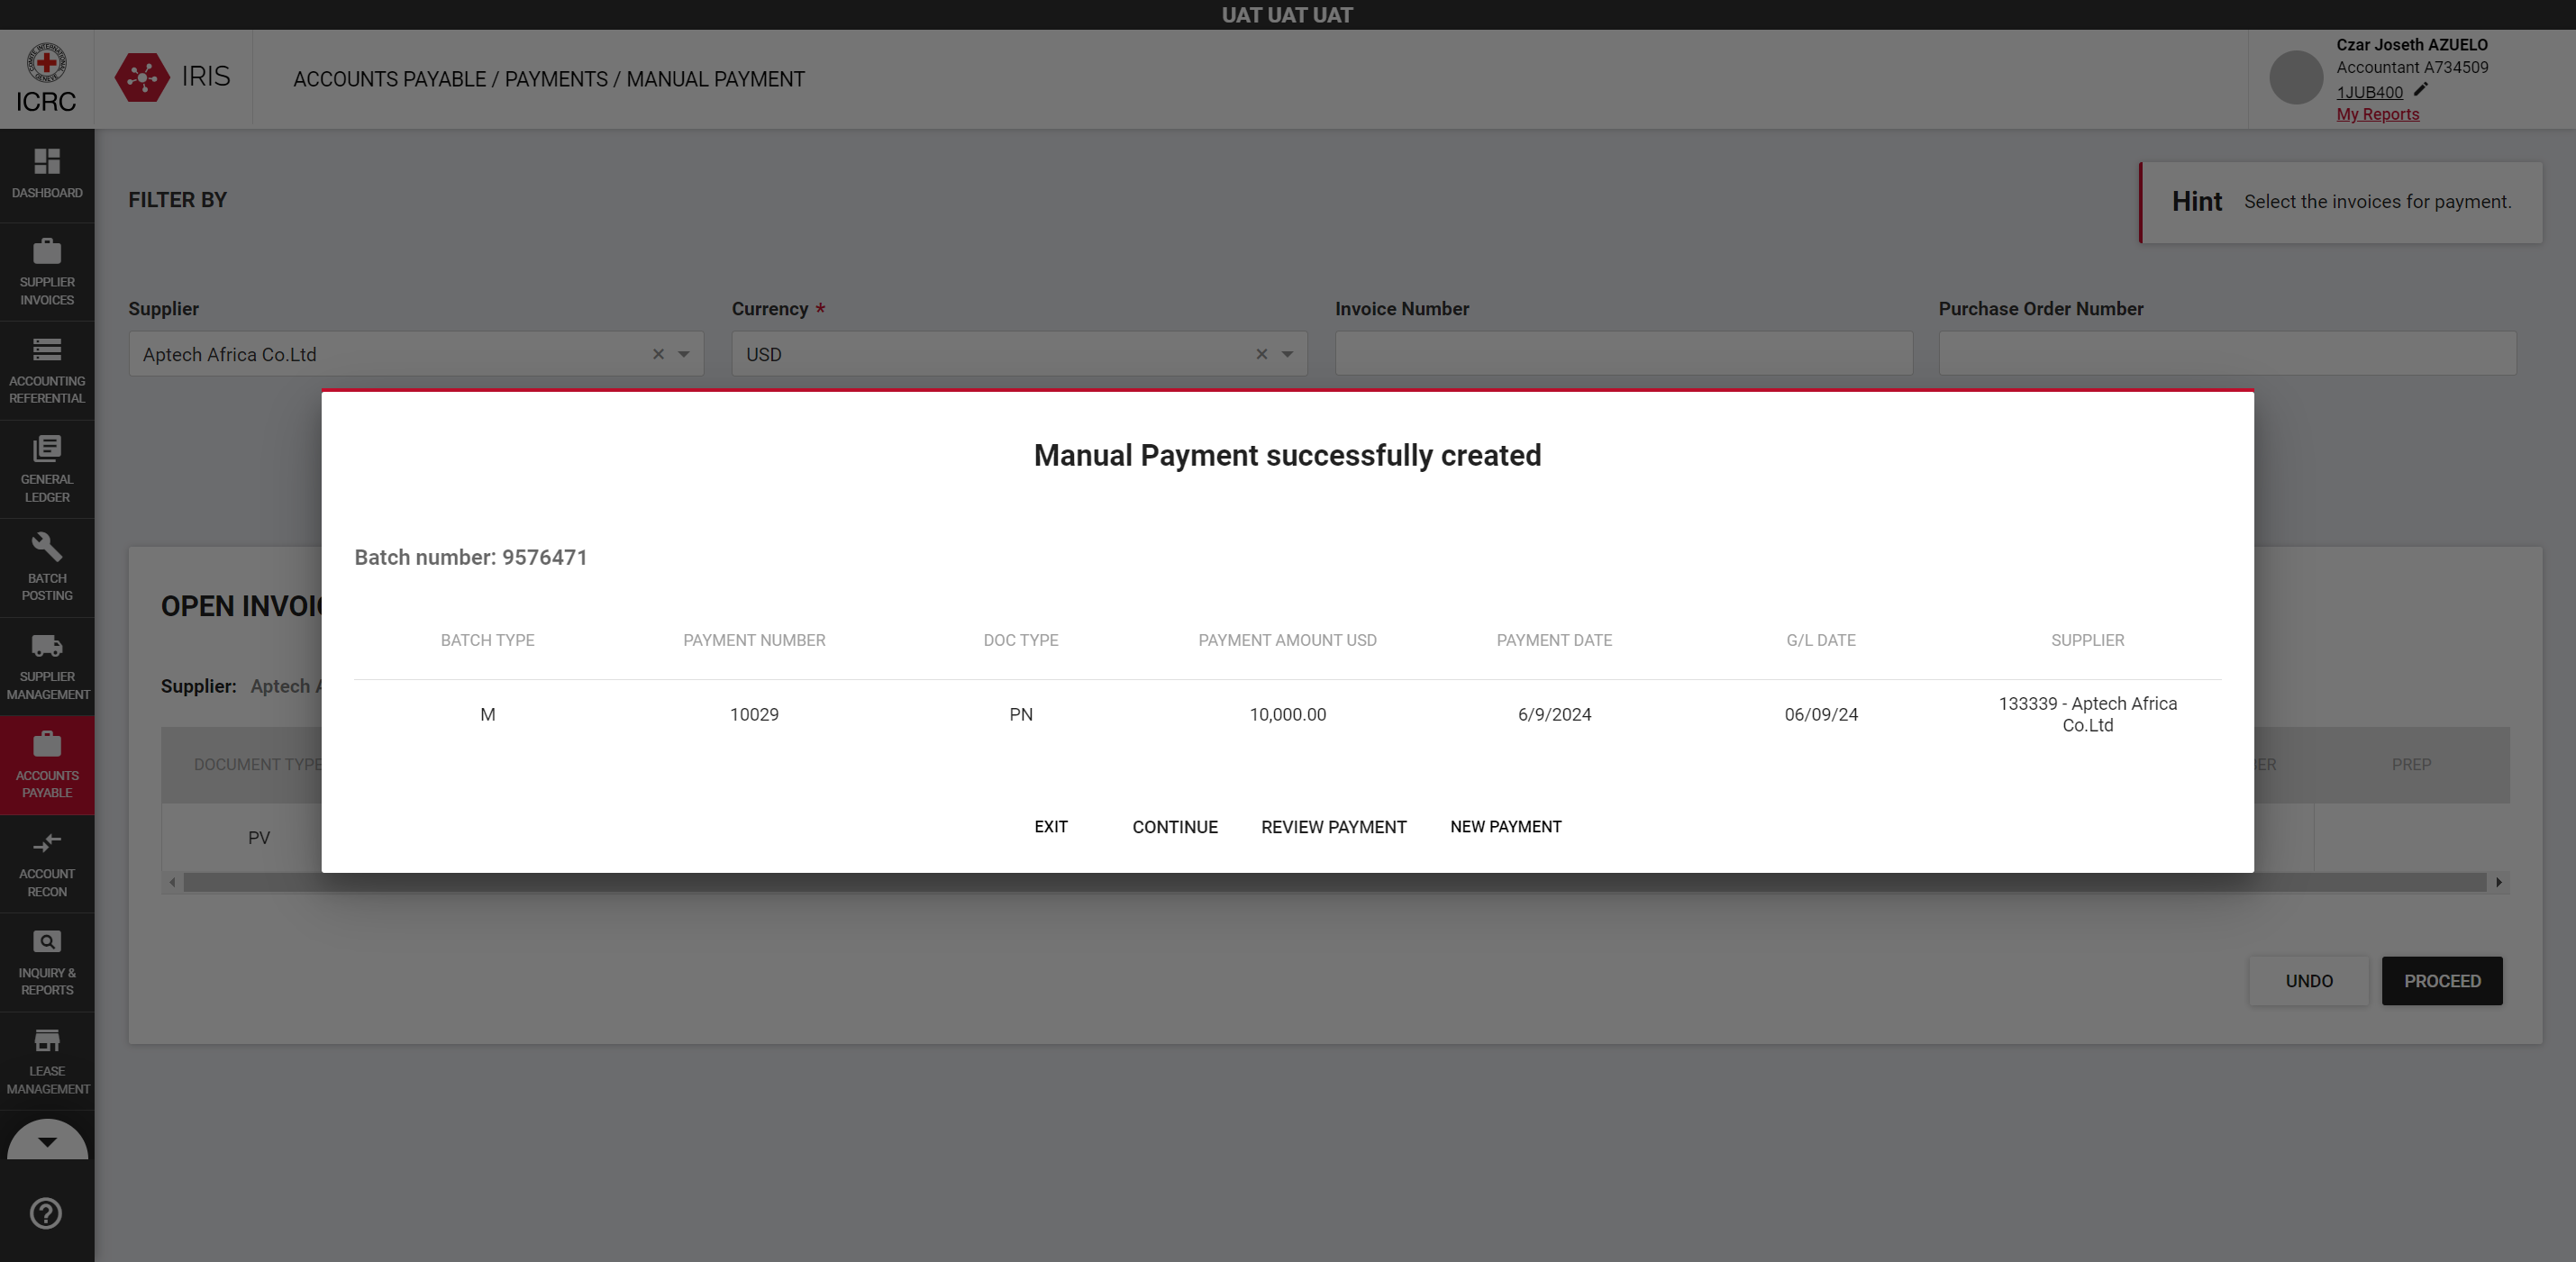 UAT UAT UAT
ICRC
IRIS
ACCOUNTS PAYABLE / PAYMENTS / MANUAL PAYMENT
Czar Joseth AZUELO
Accountant A734509
1JUB400
My Reports
DASHBOARD
SUPPLIER
INVOICES
ACCOUNTING
REFERENTIAL
GENERAL
LEDGER
BATCH
POSTING
SUPPLIER
MANAGEMENT
ACCOUNTS
PAYABLE
ACCOUNT
RECON
INQUIRY &
REPORTS
LEASE
MANAGEMENT
FILTER BY
Hint Select the invoices for payment.
Supplier Currency * Invoice Number Purchase Order Number
Aptech Africa Co.Ltd USD
Manual Payment successfully created
Batch number: 9576471
BATCH TYPE PAYMENT NUMBER DOC TYPE PAYMENT AMOUNT USD PAYMENT DATE G/L DATE SUPPLIER
M 10029 PN 10,000.00 6/9/2024 06/09/24 133339 - Aptech Africa
Co.Ltd
EXIT CONTINUE REVIEW PAYMENT NEW PAYMENT
OPEN
Supplier: Aptech
DOCUMENT TYPE PREP
PV
UNDO PROCEED